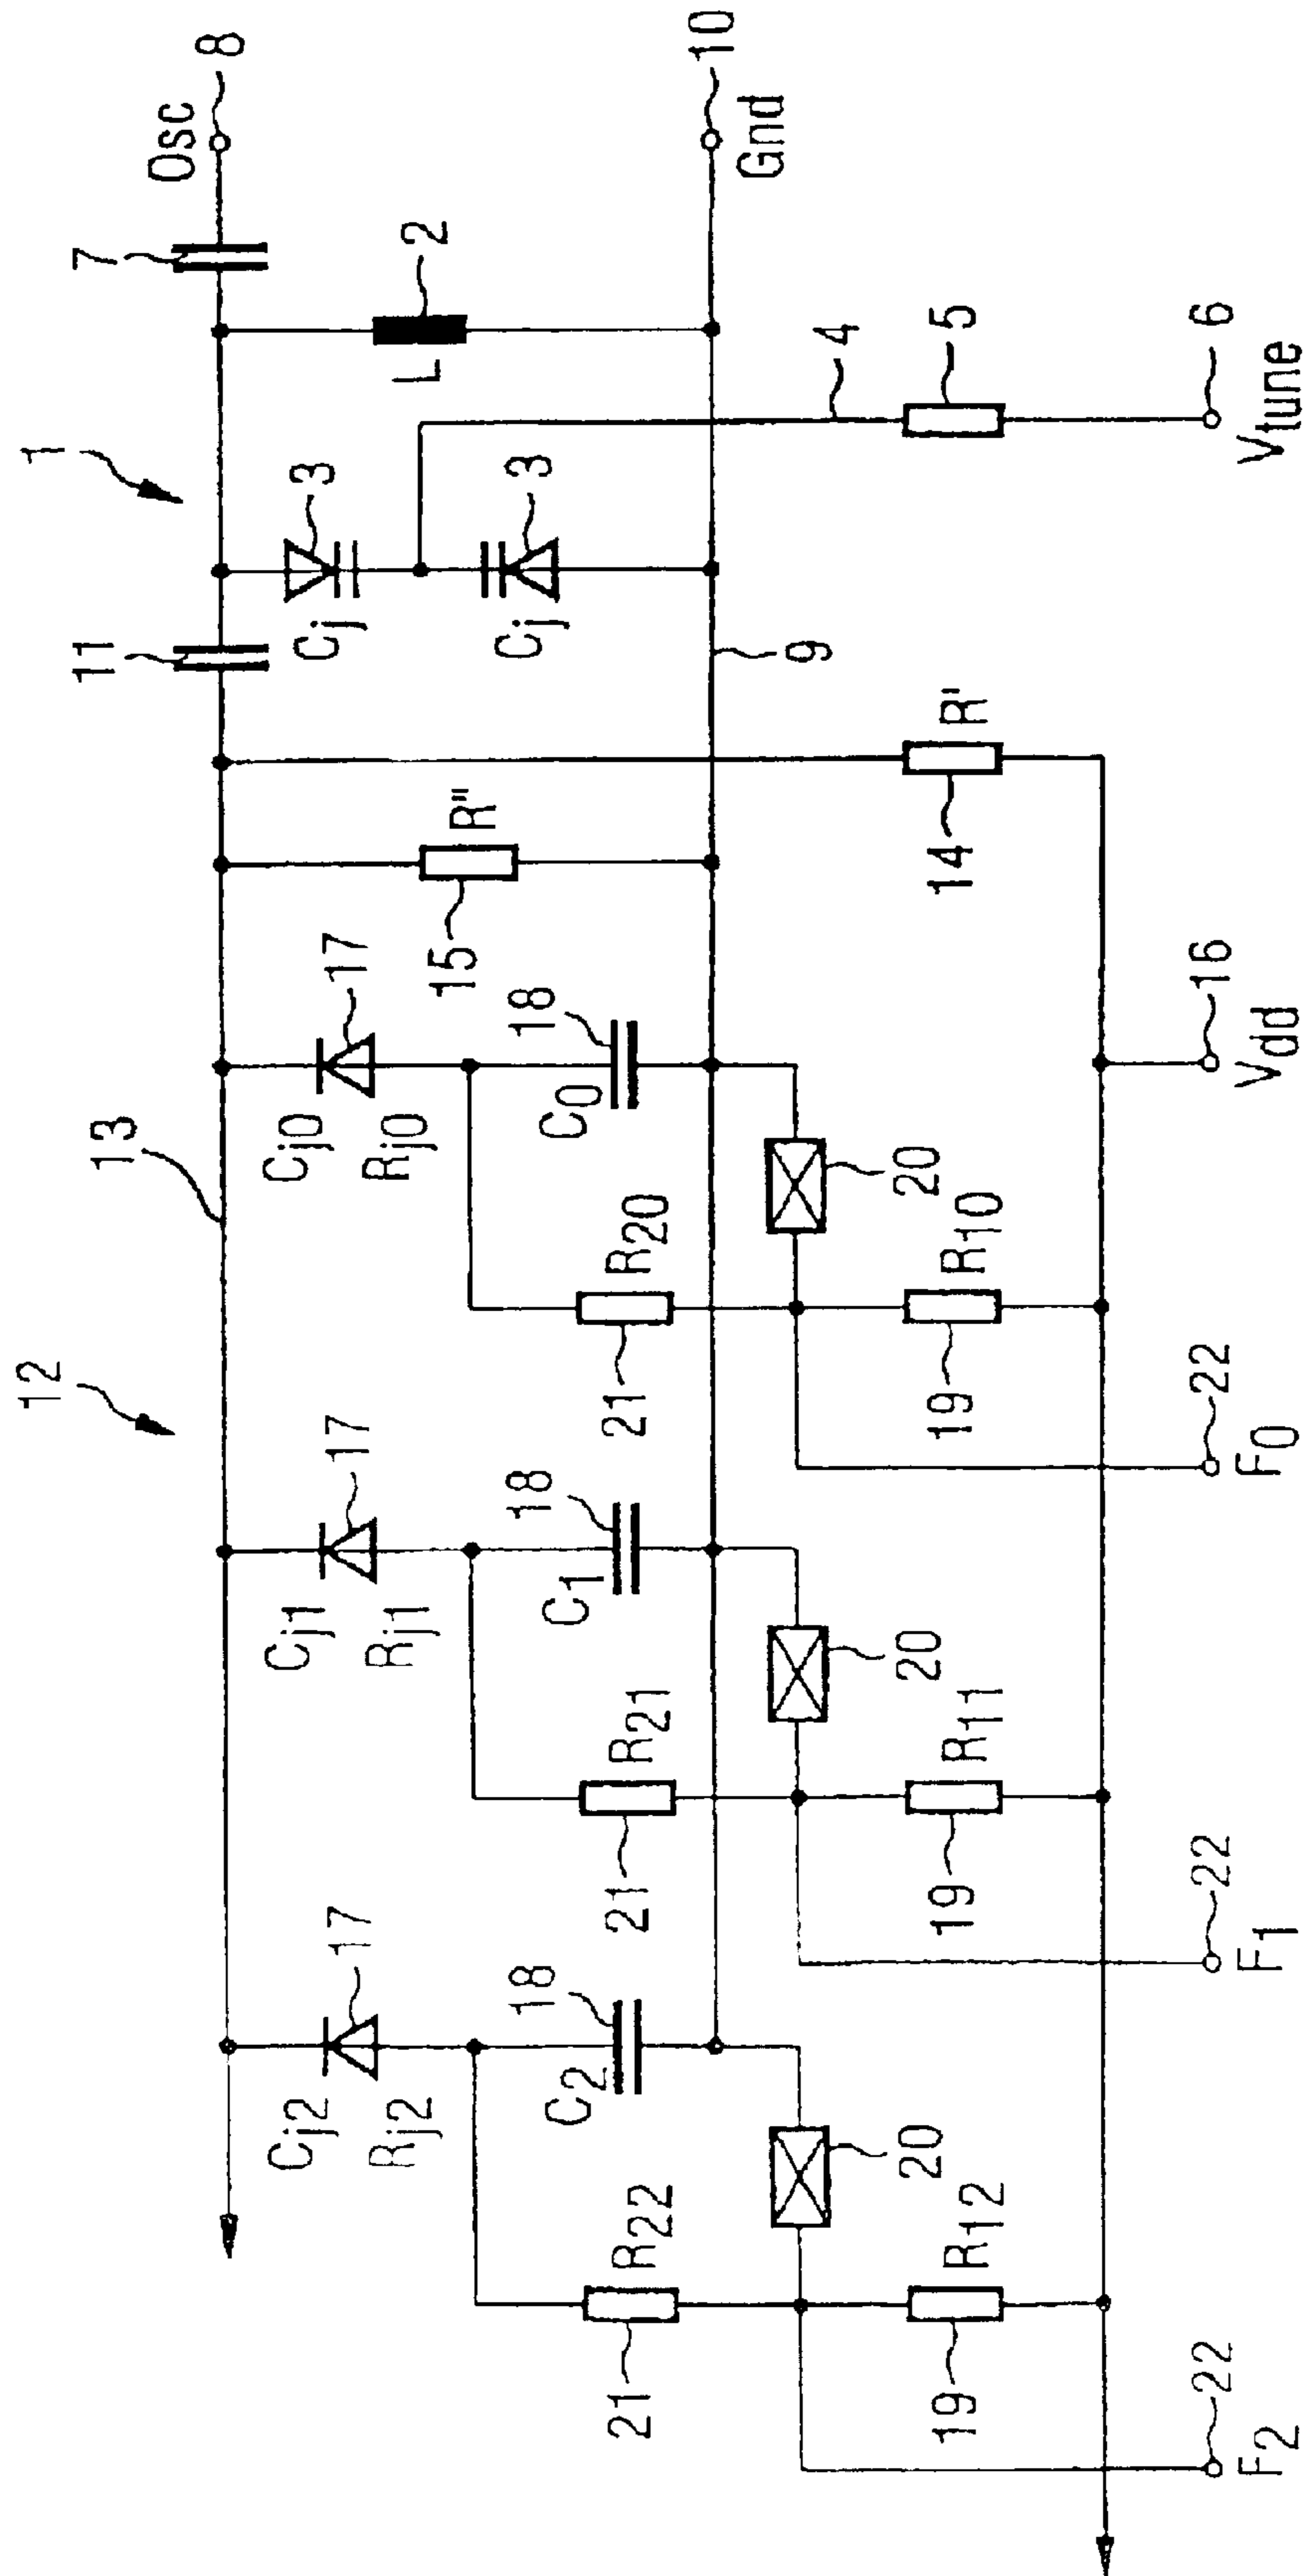 12
1
13
11
7
Osc
8
Cj2
Cj1
Cj0
Cj
17
17
17
3
Rj2
Rj1
Rj0
L
2
15
R"
18
18
18
Cj
3
C2
C1
C0
21
R22
21
R21
21
R20
10
Gnd
9
4
20
20
20
19
R12
19
R11
19
R10
14
R'
5
22
22
22
16
6
F2
F1
F0
Vdd
Vtune